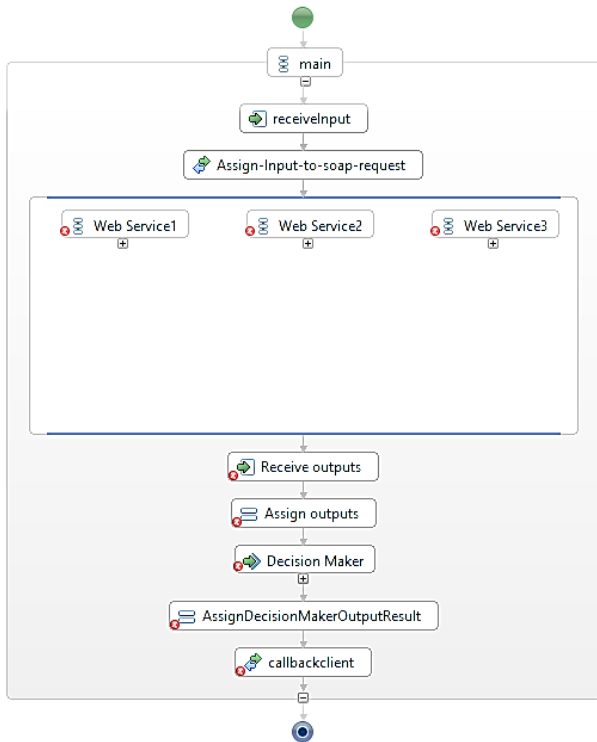 main
receiveInput
Assign-Input-to-soap-request
Web Service1
Web Service2
Web Service3
Receive outputs
Assign outputs
Decision Maker
AssignDecisionMakerOutputResult
callbackclient